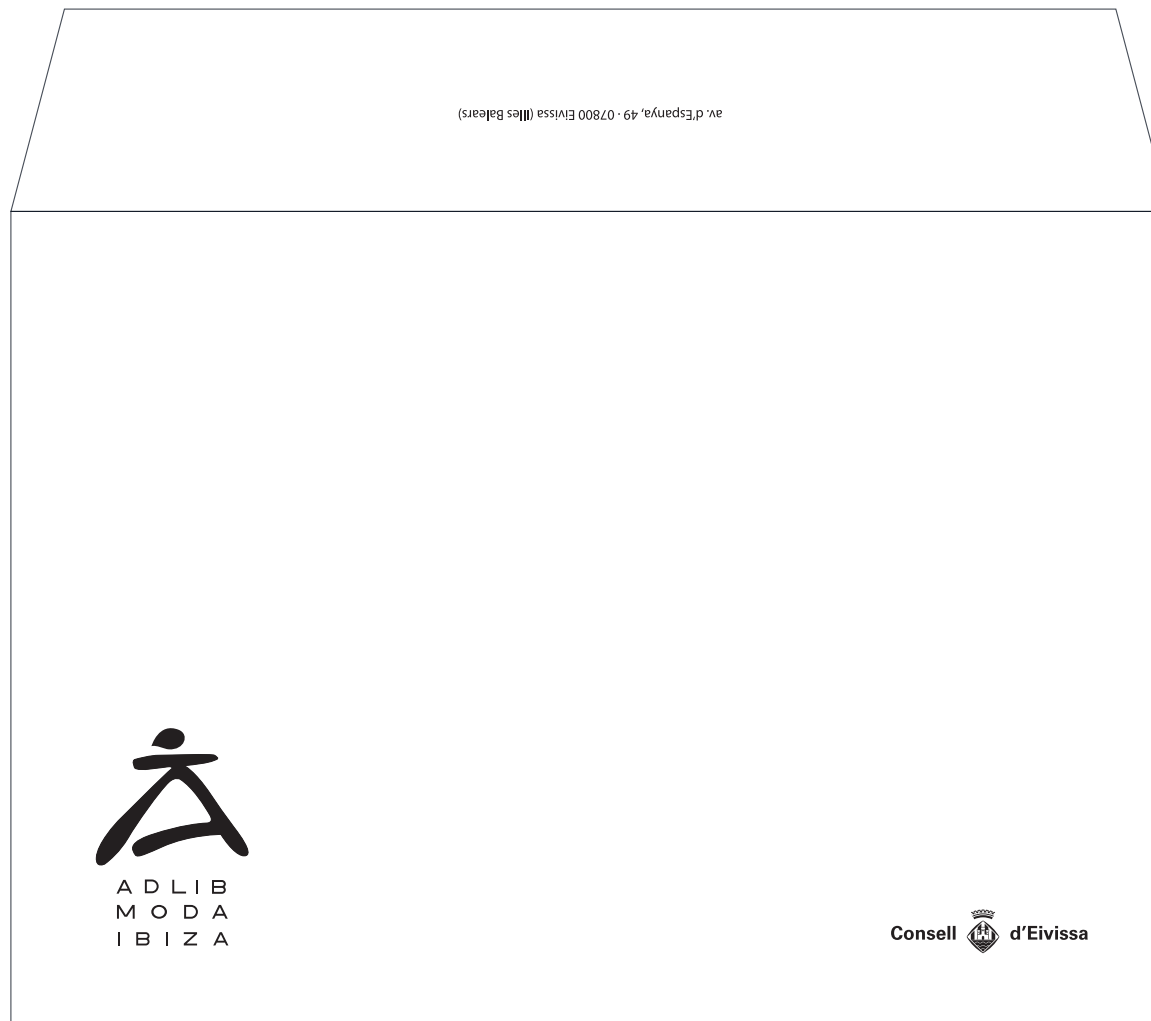 av. d'Espanya, 49 · 07800 Eivissa (Illes Balears)
ADLIB
MODA
IBIZA
Consell d'Eivissa